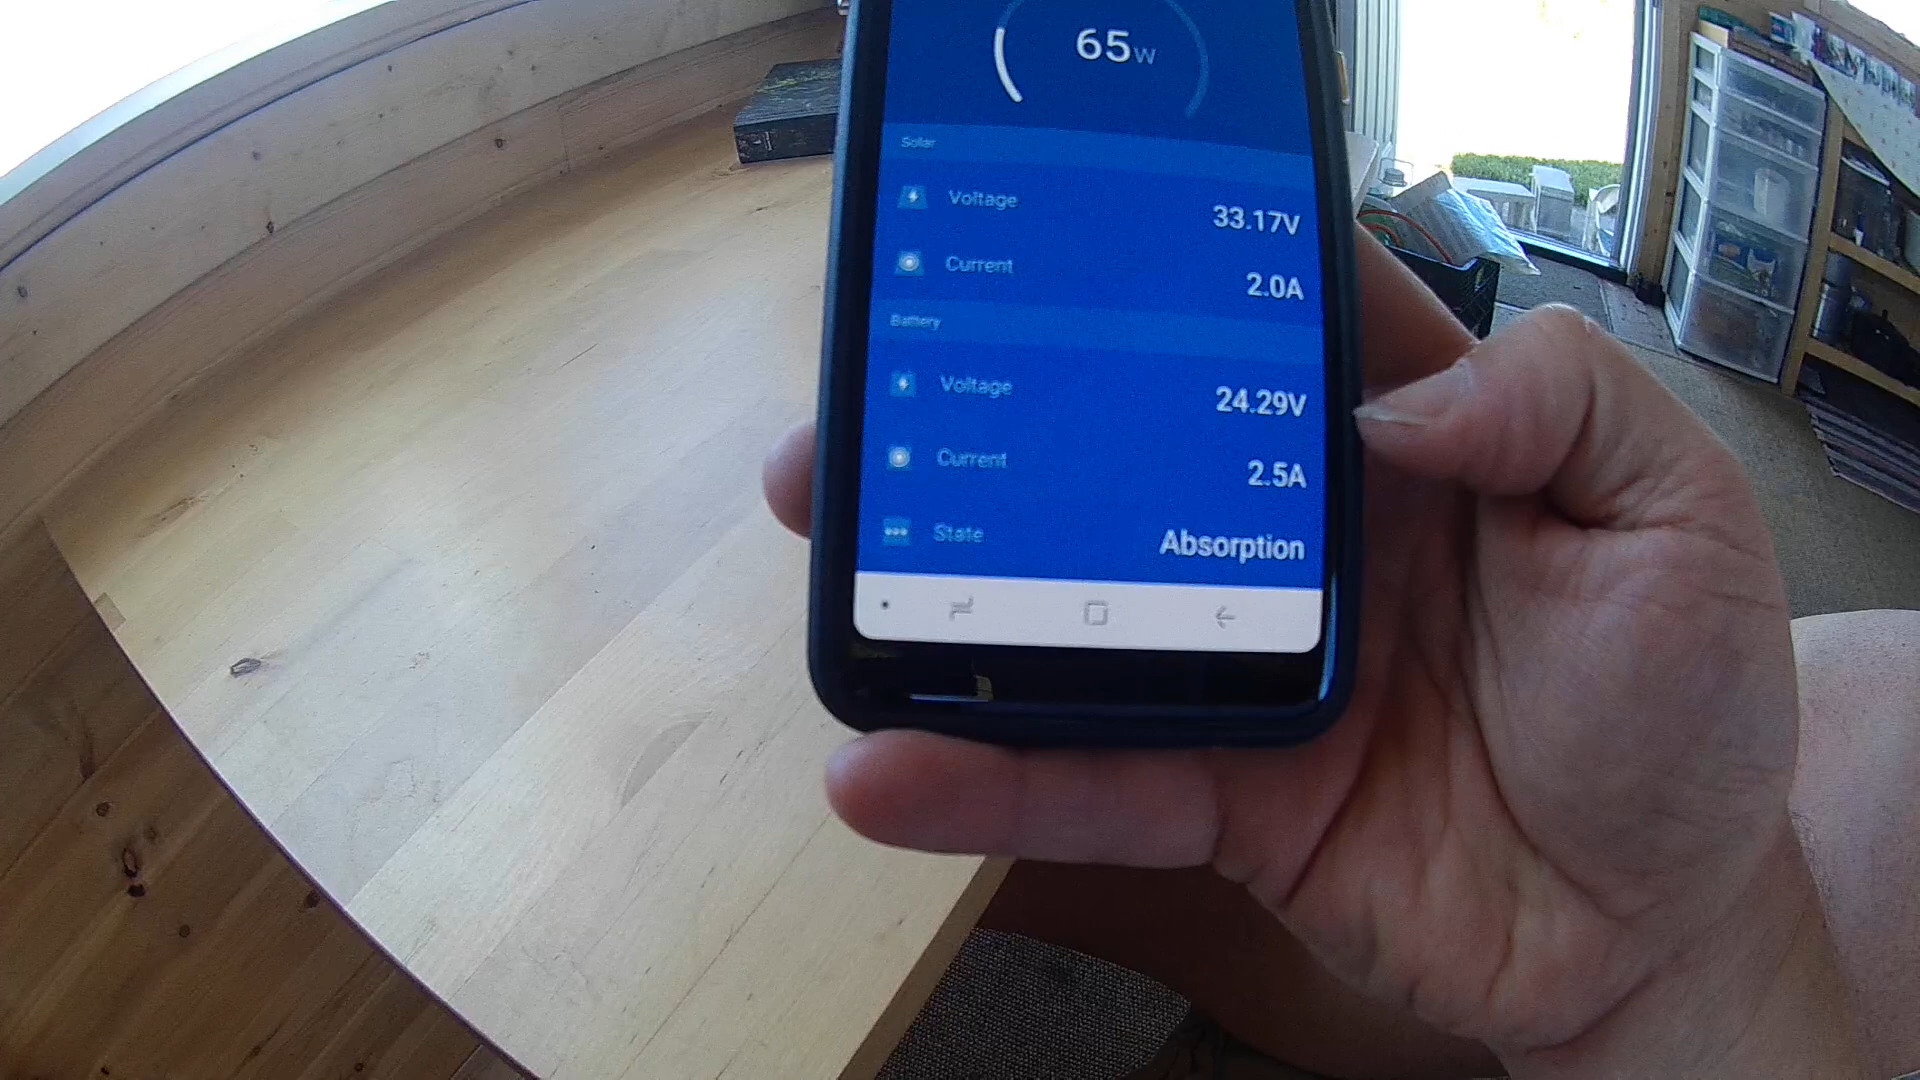 65W
Solar
Voltage 33.17V
Current 2.0A
Battery
Voltage 24.29V
Current 2.5A
State Absorption